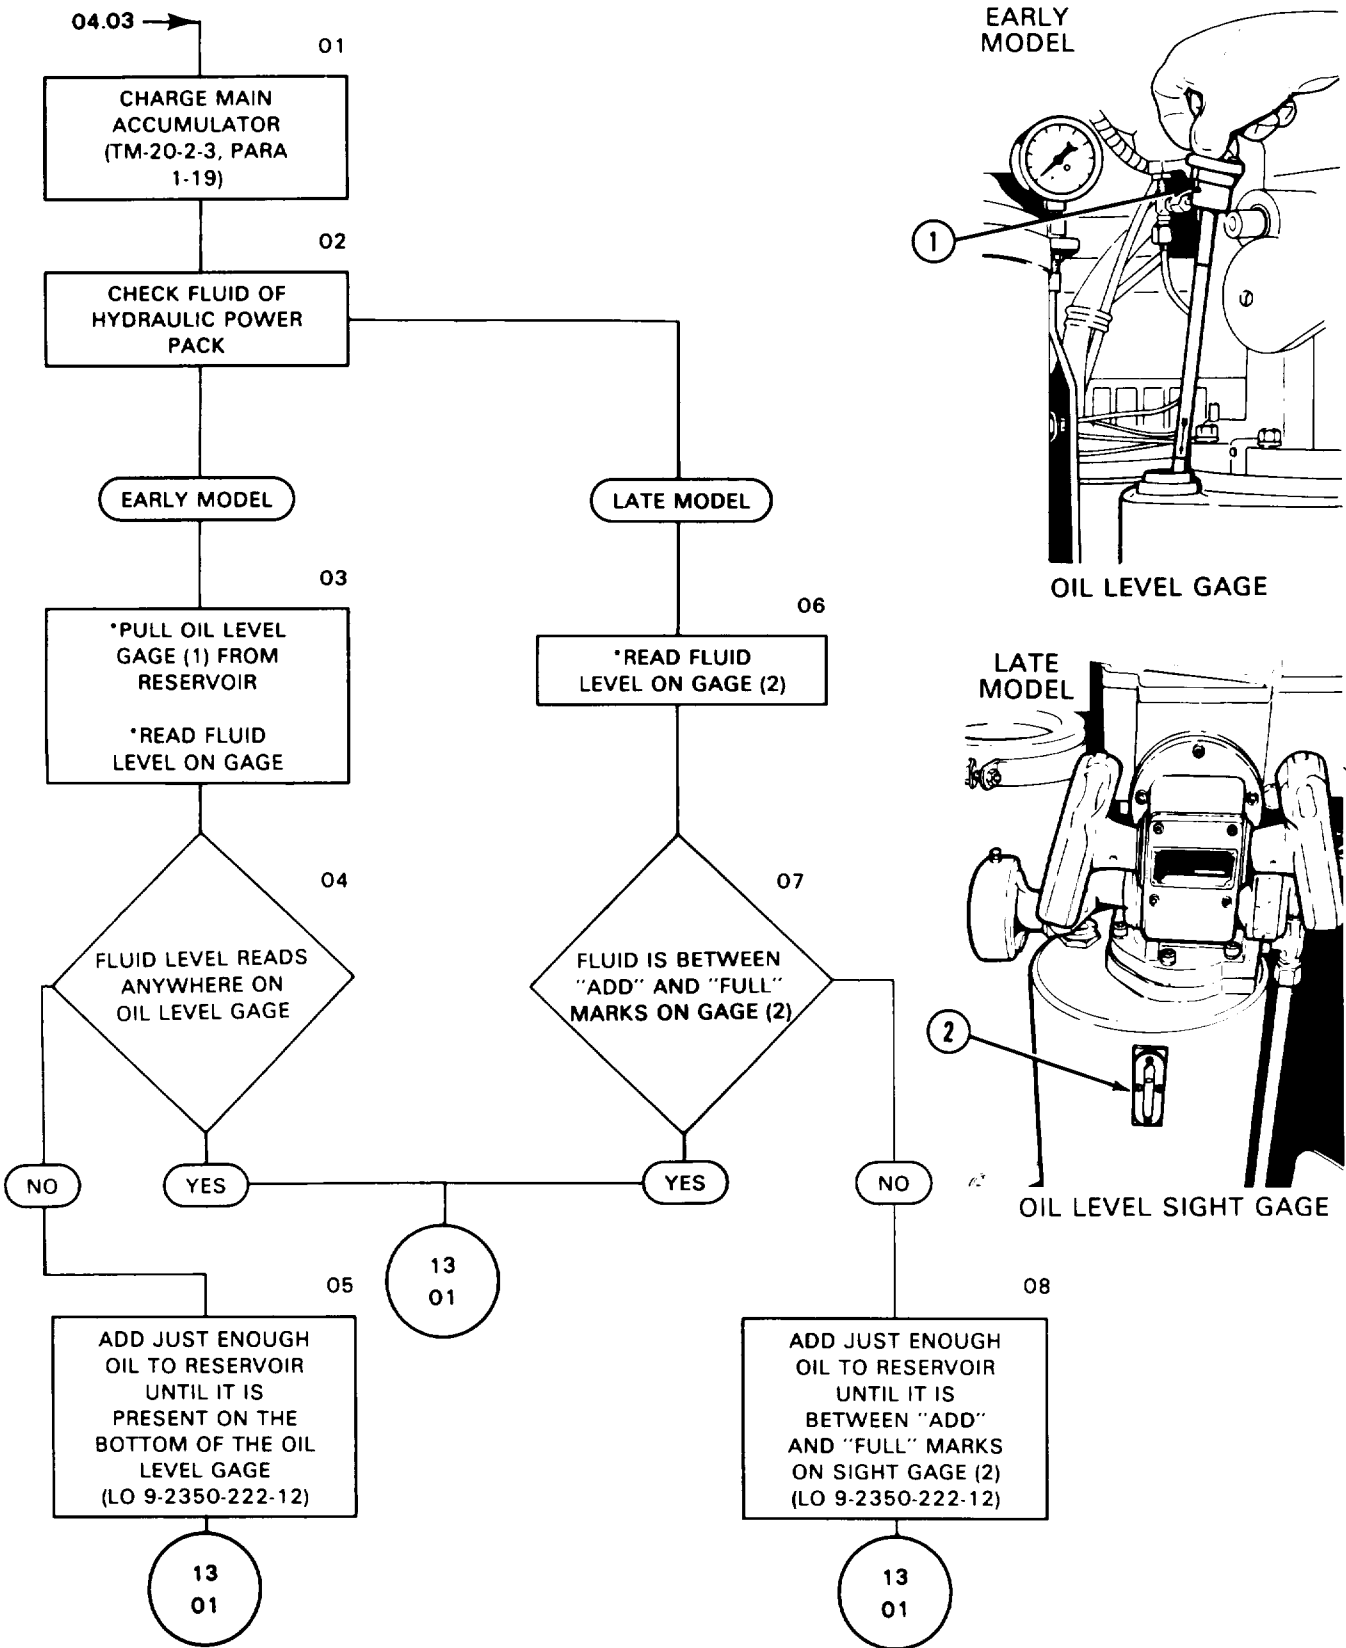 04.03
01
CHARGE MAIN
ACCUMULATOR
(TM-20-2-3, PARA
1-19)
02
CHECK FLUID OF
HYDRAULIC POWER
PACK
EARLY MODEL
LATE MODEL
03
*PULL OIL LEVEL
GAGE (1) FROM
RESERVOIR
*READ FLUID
LEVEL ON GAGE
06
*READ FLUID
LEVEL ON GAGE (2)
04
FLUID LEVEL READS
ANYWHERE ON
OIL LEVEL GAGE
07
FLUID IS BETWEEN
"ADD" AND "FULL"
MARKS ON GAGE (2)
NO
YES
YES
NO
13
01
05
ADD JUST ENOUGH
OIL TO RESERVOIR
UNTIL IT IS
PRESENT ON THE
BOTTOM OF THE OIL
LEVEL GAGE
(LO 9-2350-222-12)
13
01
08
ADD JUST ENOUGH
OIL TO RESERVOIR
UNTIL IT IS
BETWEEN "ADD"
AND "FULL" MARKS
ON SIGHT GAGE (2)
(LO 9-2350-222-12)
13
01
EARLY
MODEL
1
OIL LEVEL GAGE
LATE
MODEL
2
OIL LEVEL SIGHT GAGE